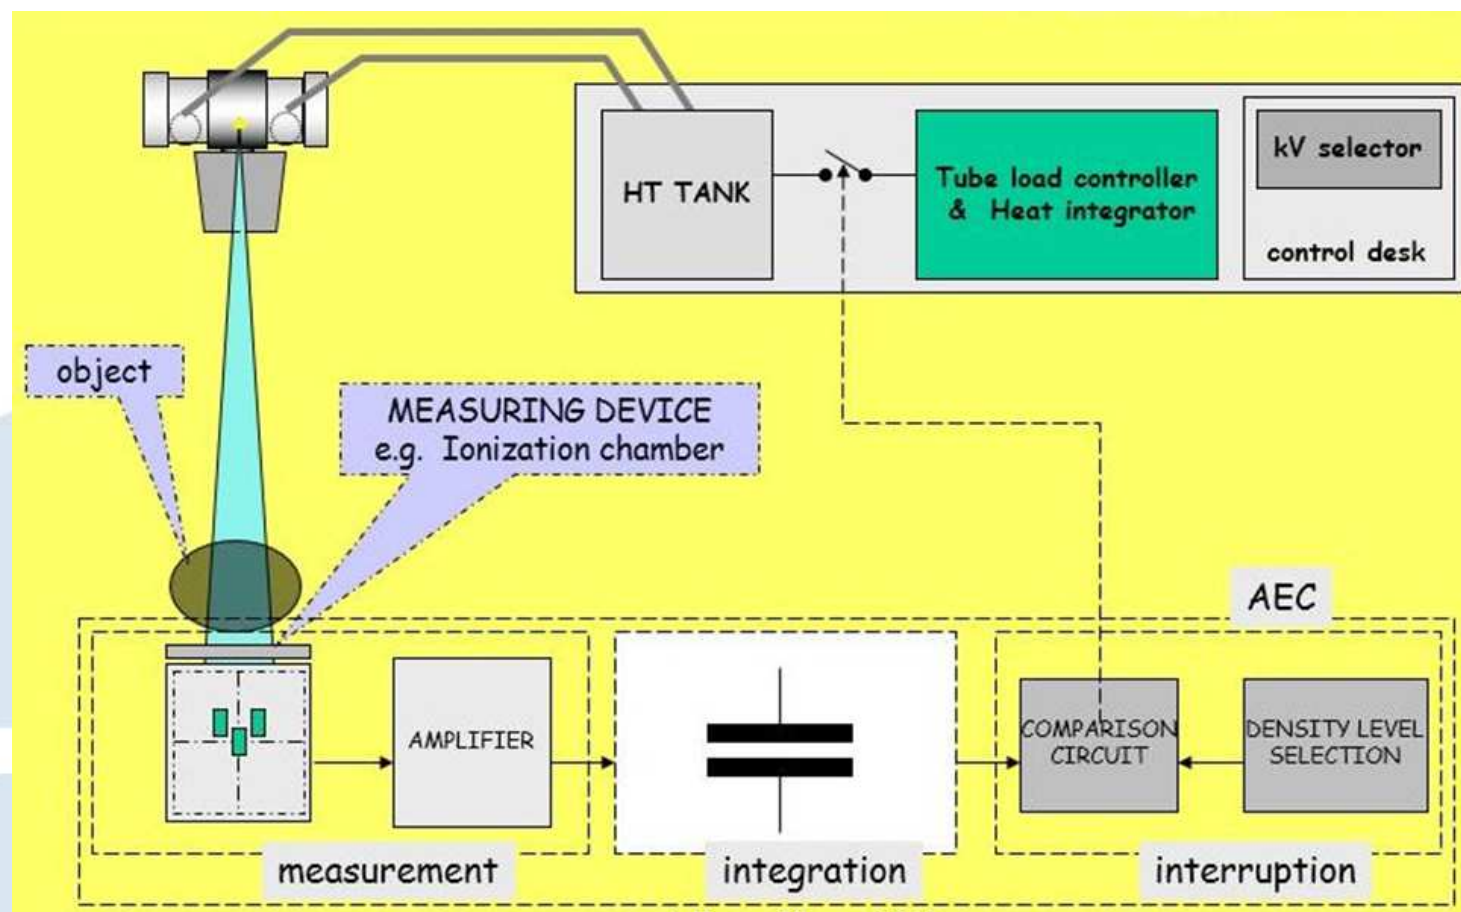 HT TANK
Tube load controller
& Heat integrator
kV selector
control desk
object
MEASURING DEVICE
e.g. Ionization chamber
AEC
AMPLIFIER
COMPARISON
CIRCUIT
DENSITY LEVEL
SELECTION
measurement
integration
interruption